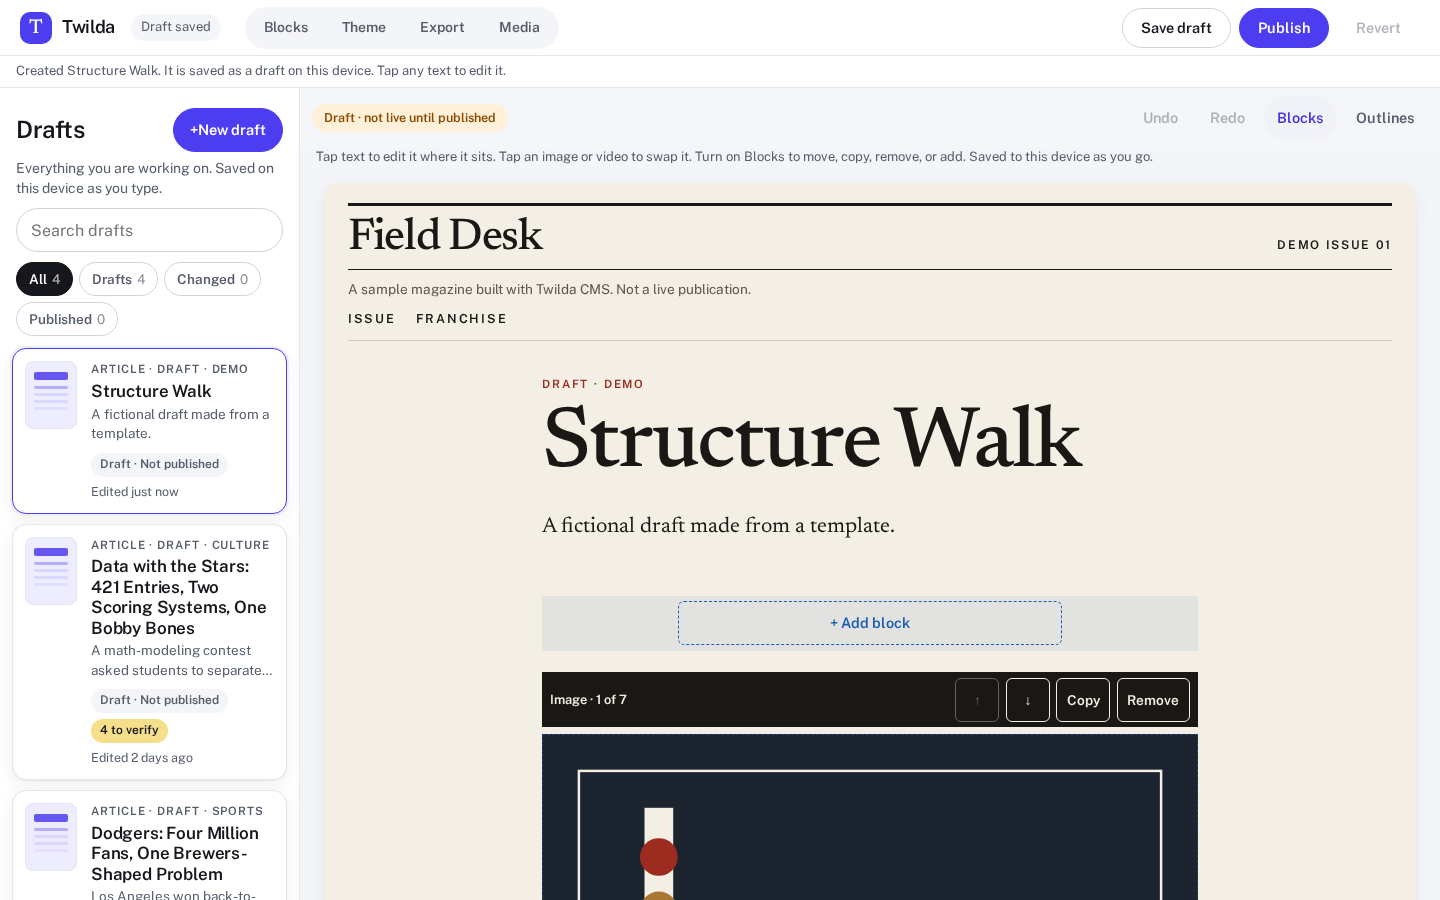 T Twilda Draft saved Blocks Theme Export Media Save draft Publish Revert
Created Structure Walk. It is saved as a draft on this device. Tap any text to edit it.
Drafts +New draft
Everything you are working on. Saved on
this device as you type.
Search drafts
All 4 Drafts 4 Changed 0
Published 0
ARTICLE · DRAFT · DEMO
Structure Walk
A fictional draft made from a
template.
Draft · Not published
Edited just now
ARTICLE · DRAFT · CULTURE
Data with the Stars:
421 Entries, Two
Scoring Systems, One
Bobby Bones
A math-modeling contest
asked students to separate...
Draft · Not published
4 to verify
Edited 2 days ago
ARTICLE · DRAFT · SPORTS
Dodgers: Four Million
Fans, One Brewers-
Shaped Problem
Los Angeles won back-to-
Draft · not live until published Undo Redo Blocks Outlines
Tap text to edit it where it sits. Tap an image or video to swap it. Turn on Blocks to move, copy, remove, or add. Saved to this device as you go.
Field Desk DEMO ISSUE 01
A sample magazine built with Twilda CMS. Not a live publication.
ISSUE FRANCHISE
DRAFT · DEMO
Structure Walk
A fictional draft made from a template.
+ Add block
Image · 1 of 7 ↑ ↓ Copy Remove